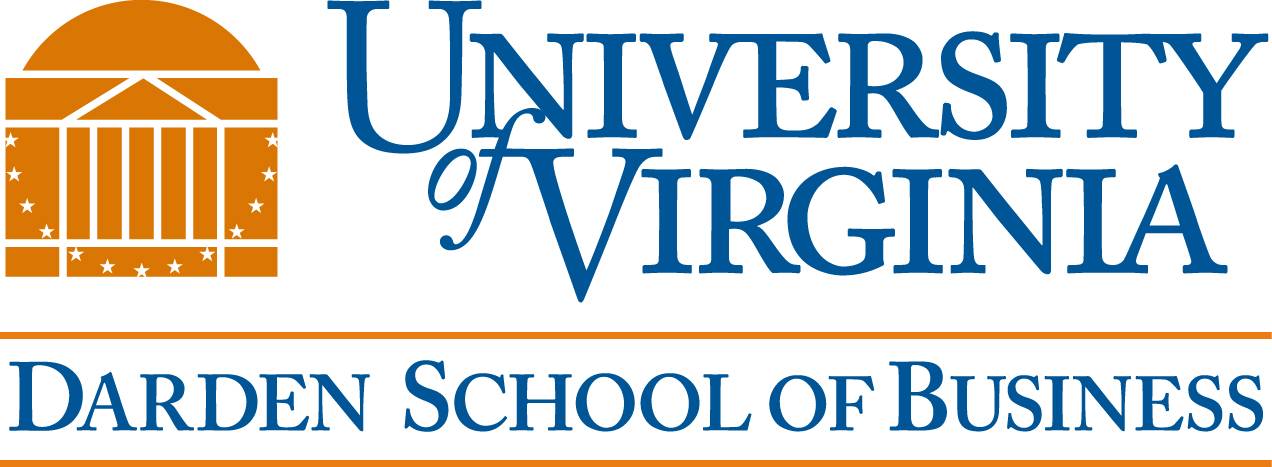 UNIVERSITY
of VIRGINIA
DARDEN SCHOOL OF BUSINESS